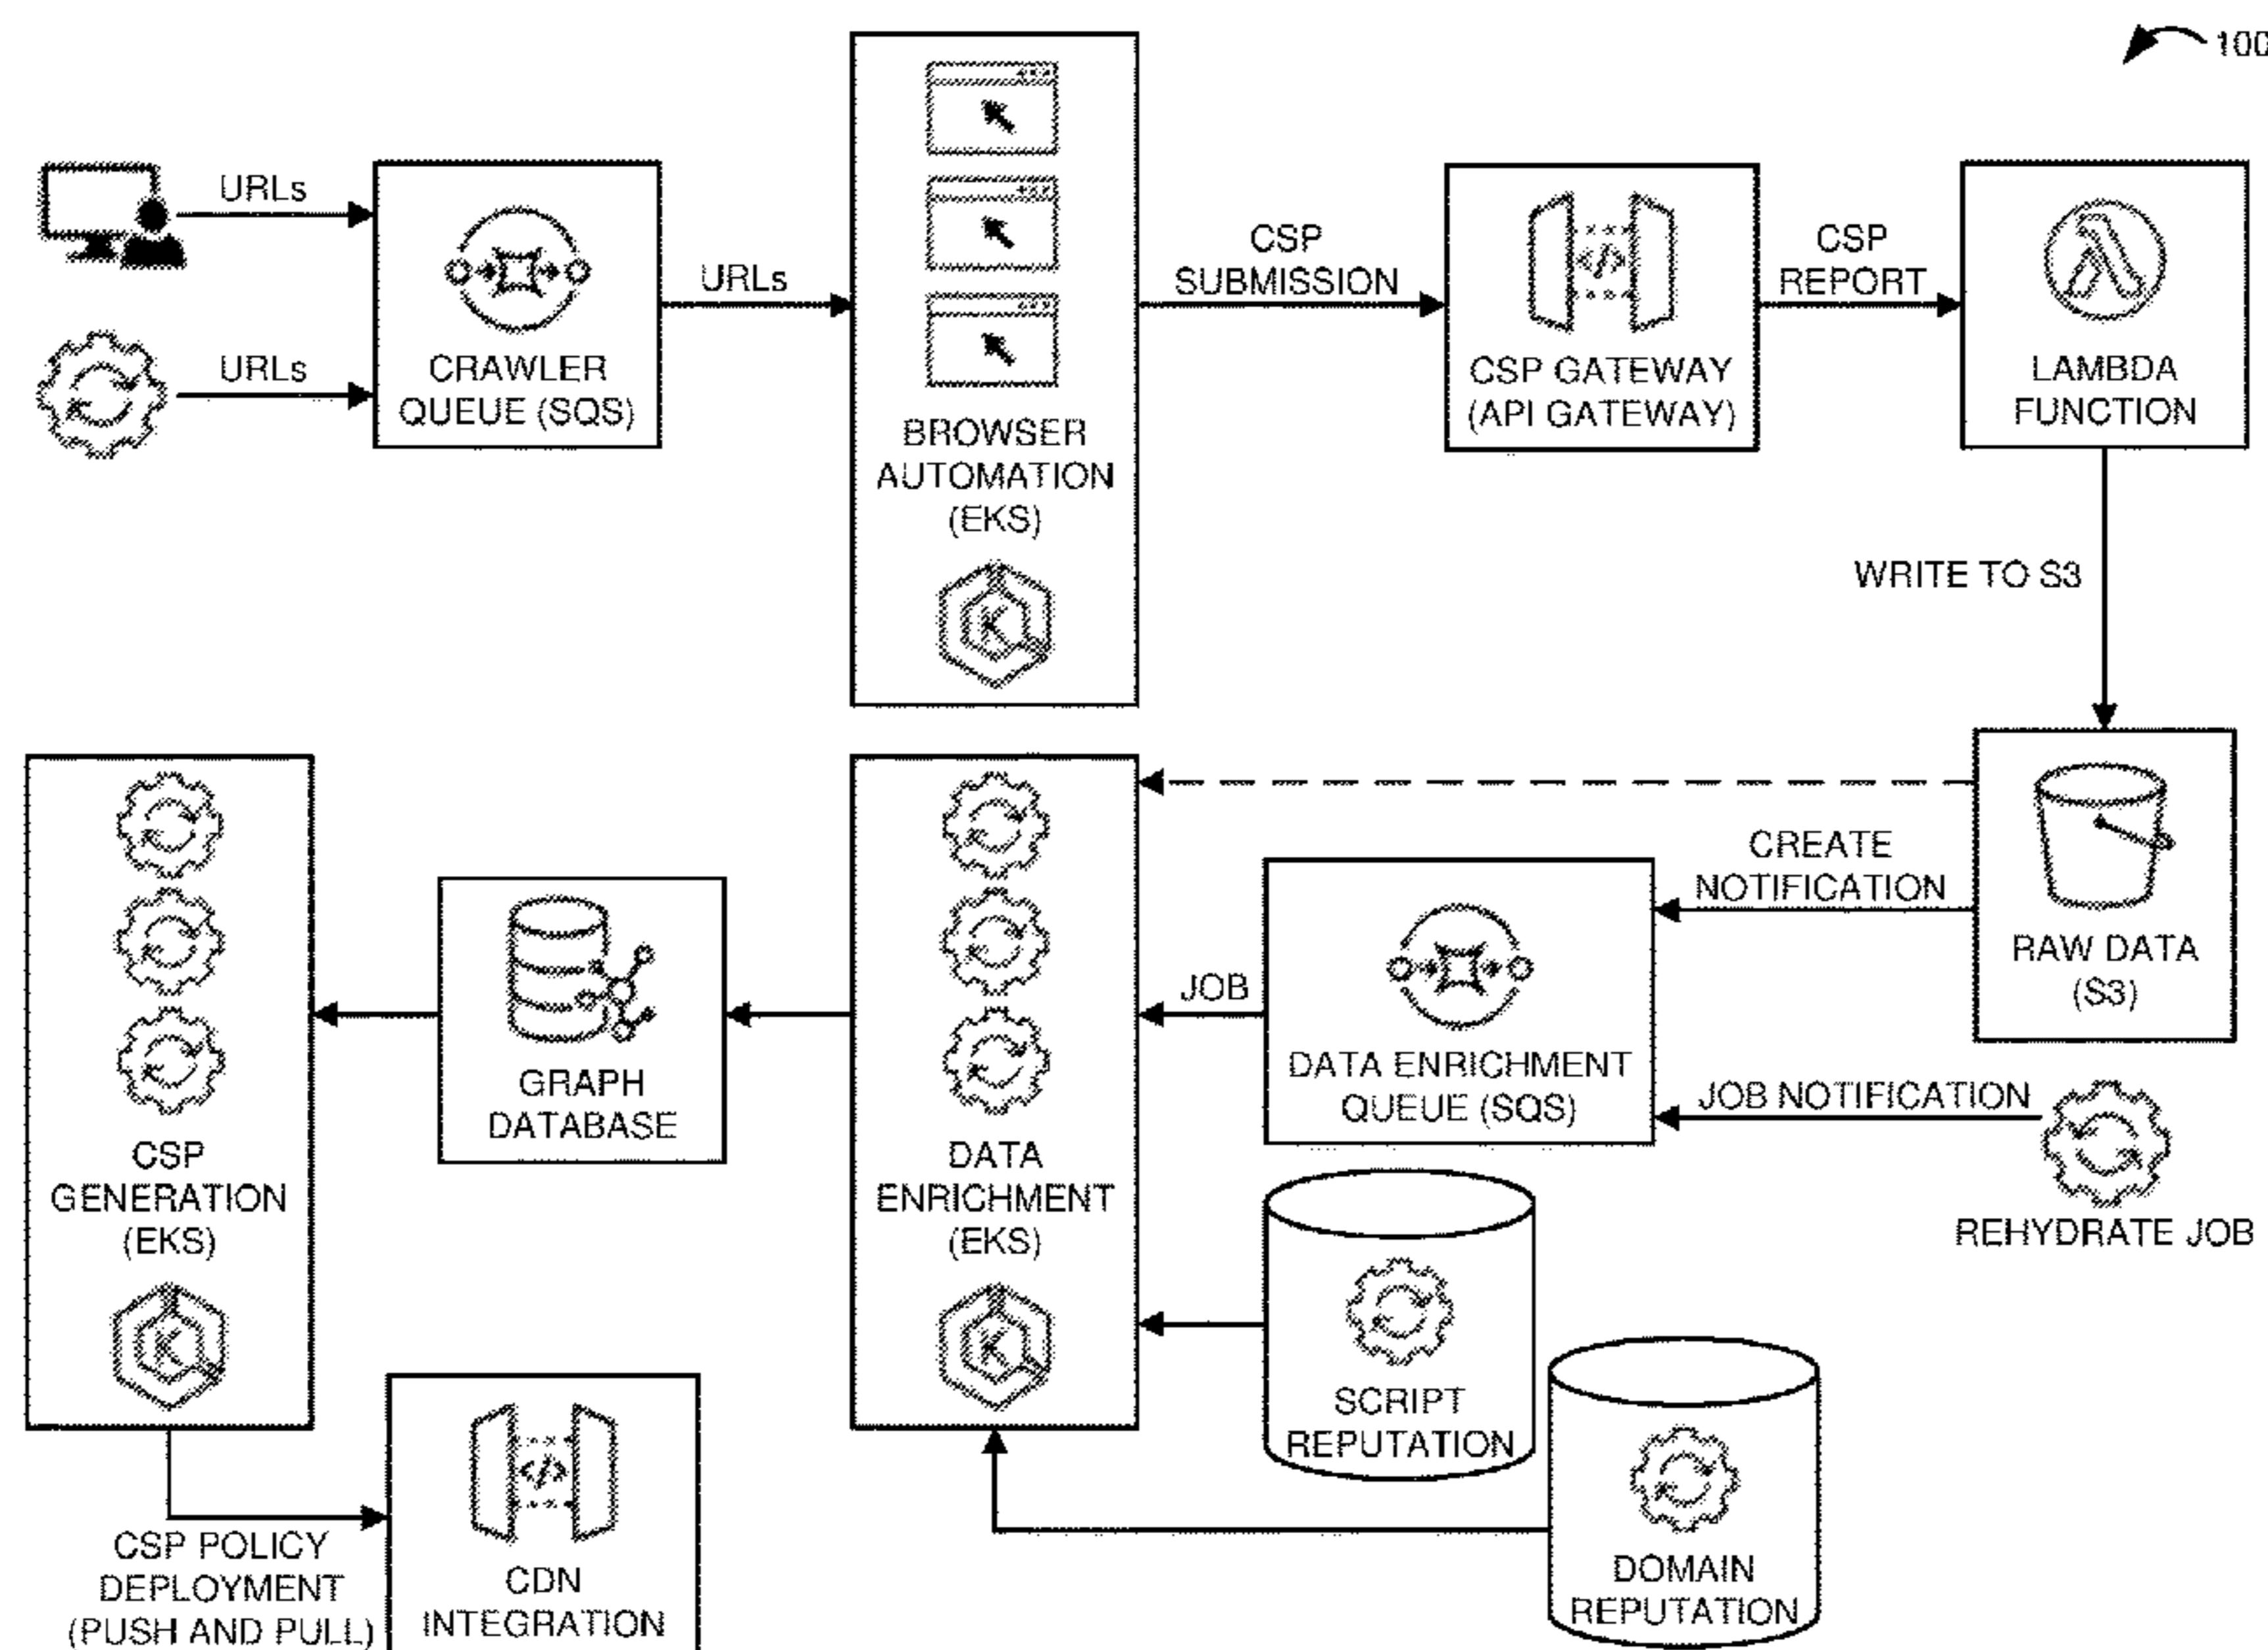 100
URLs
URLs
CRAWLER
QUEUE (SQS)
URLs
BROWSER
AUTOMATION
(EKS)
CSP
SUBMISSION
CSP GATEWAY
(API GATEWAY)
CSP
REPORT
LAMBDA
FUNCTION
WRITE TO S3
RAW DATA
(S3)
CREATE
NOTIFICATION
JOB NOTIFICATION
REHYDRATE JOB
DATA ENRICHMENT
QUEUE (SQS)
JOB
DATA
ENRICHMENT
(EKS)
SCRIPT
REPUTATION
DOMAIN
REPUTATION
GRAPH
DATABASE
CSP
GENERATION
(EKS)
CSP POLICY
DEPLOYMENT
(PUSH AND PULL)
CDN
INTEGRATION